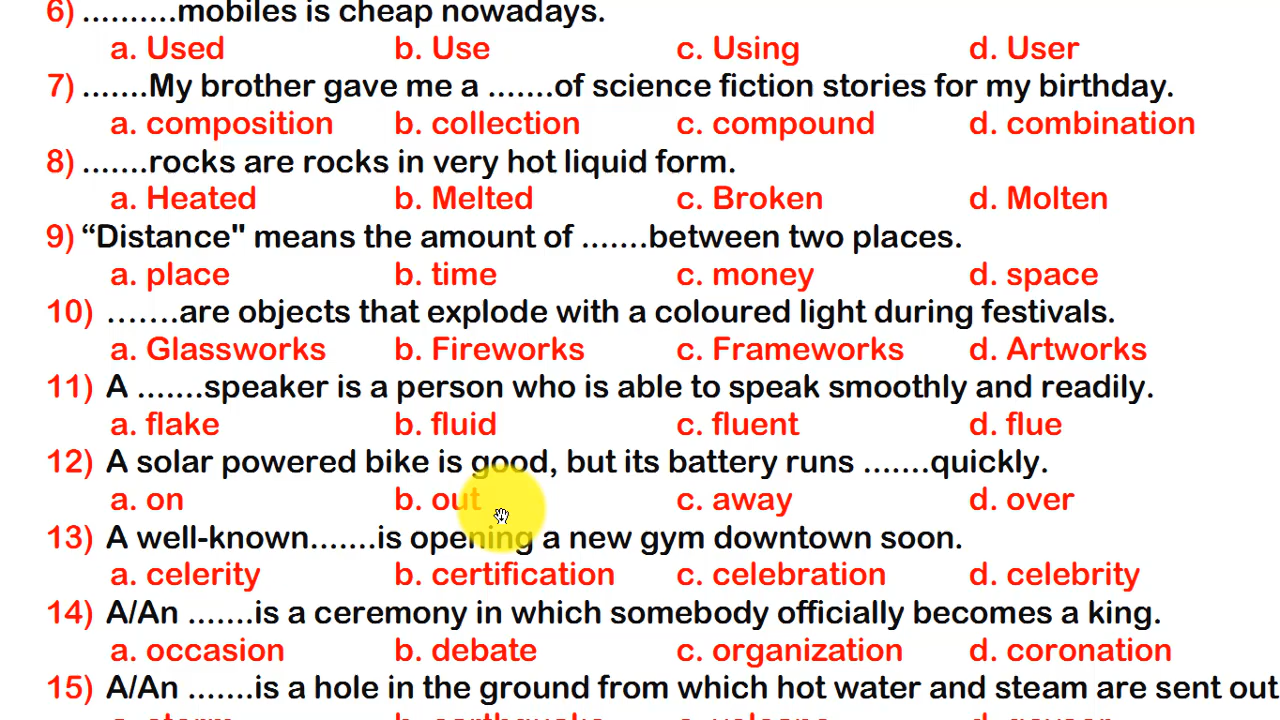 6) ..........mobiles is cheap nowadays.
a. Used b. Use c. Using d. User
7) .......My brother gave me a .......of science fiction stories for my birthday.
a. composition b. collection c. compound d. combination
8) .......rocks are rocks in very hot liquid form.
a. Heated b. Melted c. Broken d. Molten
9) “Distance" means the amount of .......between two places.
a. place b. time c. money d. space
10) .......are objects that explode with a coloured light during festivals.
a. Glassworks b. Fireworks c. Frameworks d. Artworks
11) A .......speaker is a person who is able to speak smoothly and readily.
a. flake b. fluid c. fluent d. flue
12) A solar powered bike is good, but its battery runs .......quickly.
a. on b. out c. away d. over
13) A well-known.......is opening a new gym downtown soon.
a. celerity b. certification c. celebration d. celebrity
14) A/An .......is a ceremony in which somebody officially becomes a king.
a. occasion b. debate c. organization d. coronation
15) A/An .......is a hole in the ground from which hot water and steam are sent out